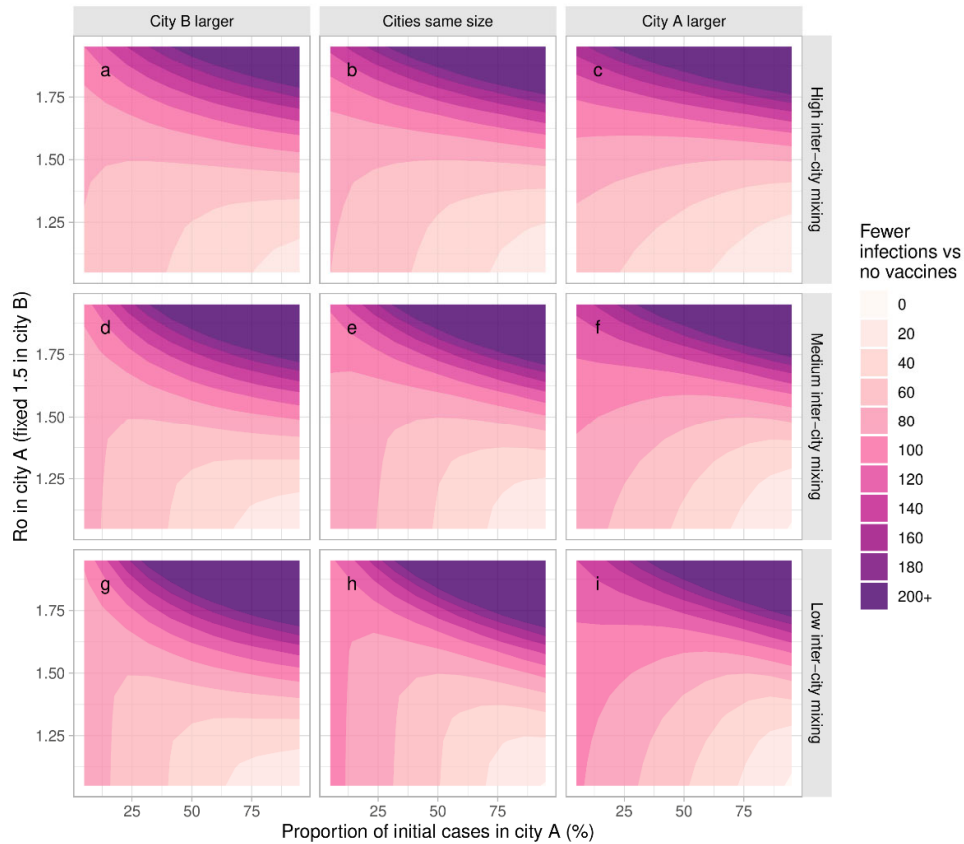 City B larger
Cities same size
City A larger
a
b
c
High inter−city mixing
1.75
1.50
1.25
d
e
f
Medium inter−city mixing
1.75
1.50
1.25
g
h
i
Low inter−city mixing
1.75
1.50
1.25
Ro in city A (fixed 1.5 in city B)
25
50
75
25
50
75
25
50
75
Proportion of initial cases in city A (%)
Fewer
infections vs
no vaccines
0
20
40
60
80
100
120
140
160
180
200+